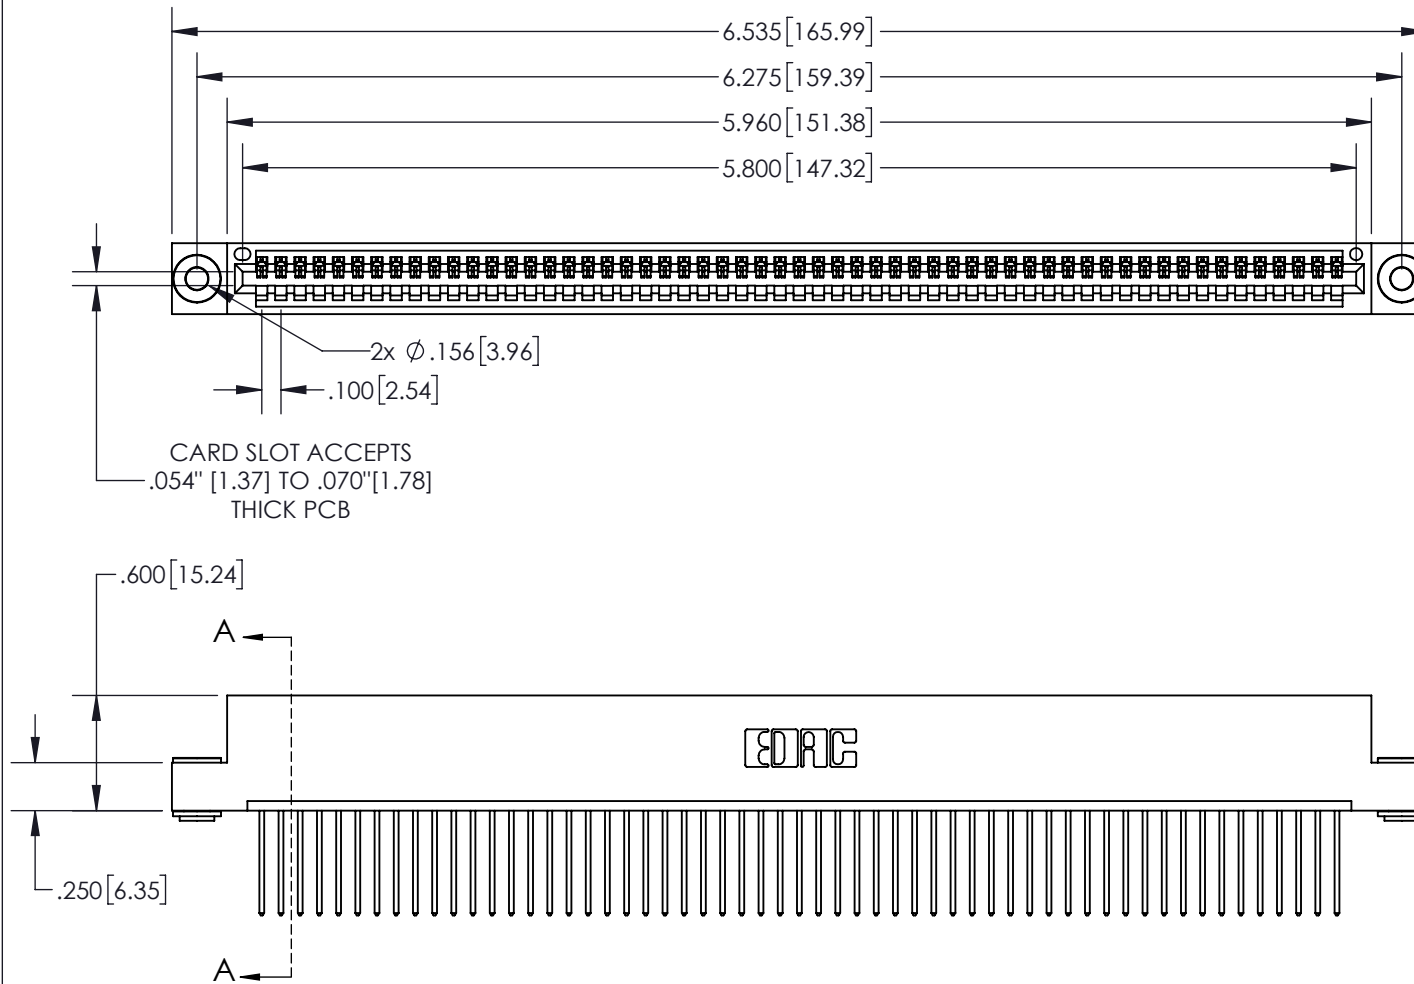 6.535[165.99]
6.275[159.39]
5.960[151.38]
5.800[147.32]
2x Ø.156[3.96]
.100[2.54]
CARD SLOT ACCEPTS
.054" [1.37] TO .070"[1.78]
THICK PCB
.600[15.24]
A
EDAC
.250[6.35]
A